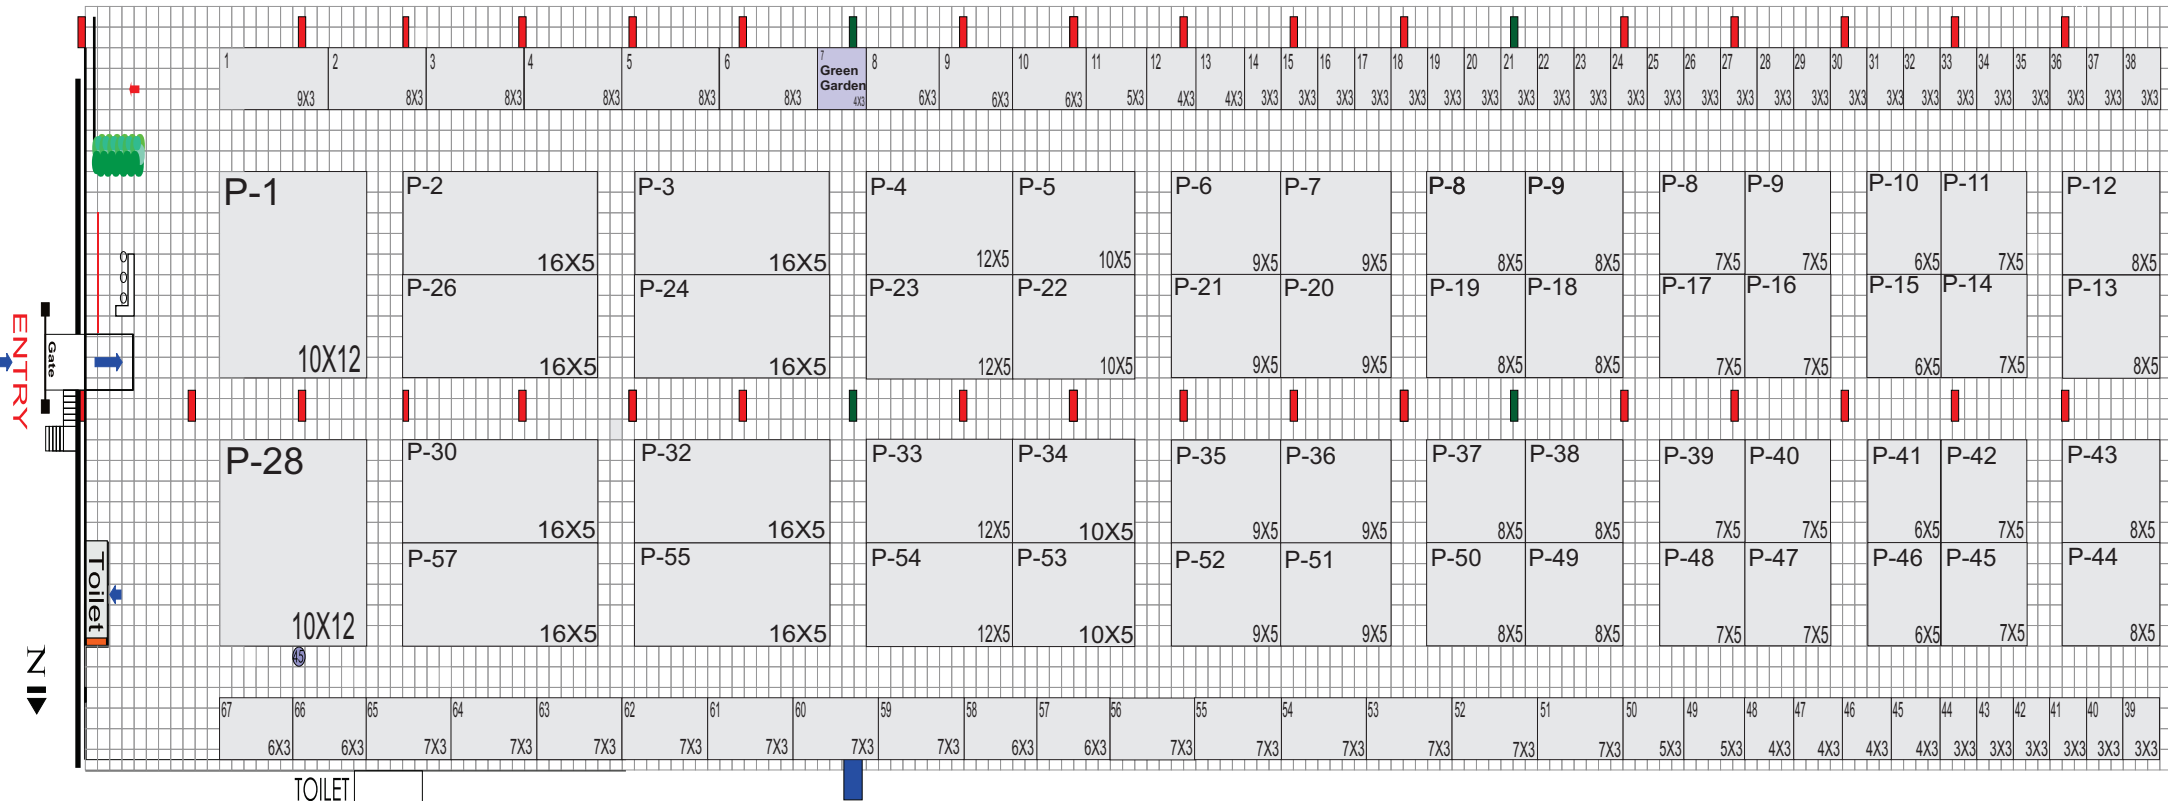 1 2 3 4 5 6 7 8 9 10 11 12 13 14 15 16 17 18 19 20 21 22 23 24 25 26 27 28 29 30 31 32 33 34 35 36 37 38
Green
Garden
9X3 8X3 8X3 8X3 8X3 8X3 4X3 6X3 6X3 6X3 5X3 4X3 4X3 3X3 3X3 3X3 3X3 3X3 3X3 3X3 3X3 3X3 3X3 3X3 3X3 3X3 3X3 3X3 3X3 3X3 3X3 3X3 3X3 3X3 3X3 3X3 3X3
P-1 P-2 P-3 P-4 P-5 P-6 P-7 P-8 P-9 P-8 P-9 P-10 P-11 P-12
16X5 16X5 12X5 10X5 9X5 9X5 8X5 8X5 7X5 7X5 6X5 7X5 8X5
P-26 P-24 P-23 P-22 P-21 P-20 P-19 P-18 P-17 P-16 P-15 P-14 P-13
10X12 16X5 16X5 12X5 10X5 9X5 9X5 8X5 8X5 7X5 7X5 6X5 7X5 8X5
ENTRY
Gate
P-28 P-30 P-32 P-33 P-34 P-35 P-36 P-37 P-38 P-39 P-40 P-41 P-42 P-43
16X5 16X5 12X5 10X5 9X5 9X5 8X5 8X5 7X5 7X5 6X5 7X5 8X5
P-57 P-55 P-54 P-53 P-52 P-51 P-50 P-49 P-48 P-47 P-46 P-45 P-44
10X12 16X5 16X5 12X5 10X5 9X5 9X5 8X5 8X5 7X5 7X5 6X5 7X5 8X5
Toilet
45
N
67 66 65 64 63 62 61 60 59 58 57 56 55 54 53 52 51 50 49 48 47 46 45 44 43 42 41 40 39
6X3 6X3 7X3 7X3 7X3 7X3 7X3 7X3 7X3 6X3 6X3 7X3 7X3 7X3 7X3 7X3 7X3 5X3 5X3 4X3 4X3 4X3 4X3 3X3 3X3 3X3 3X3 3X3 3X3
TOILET